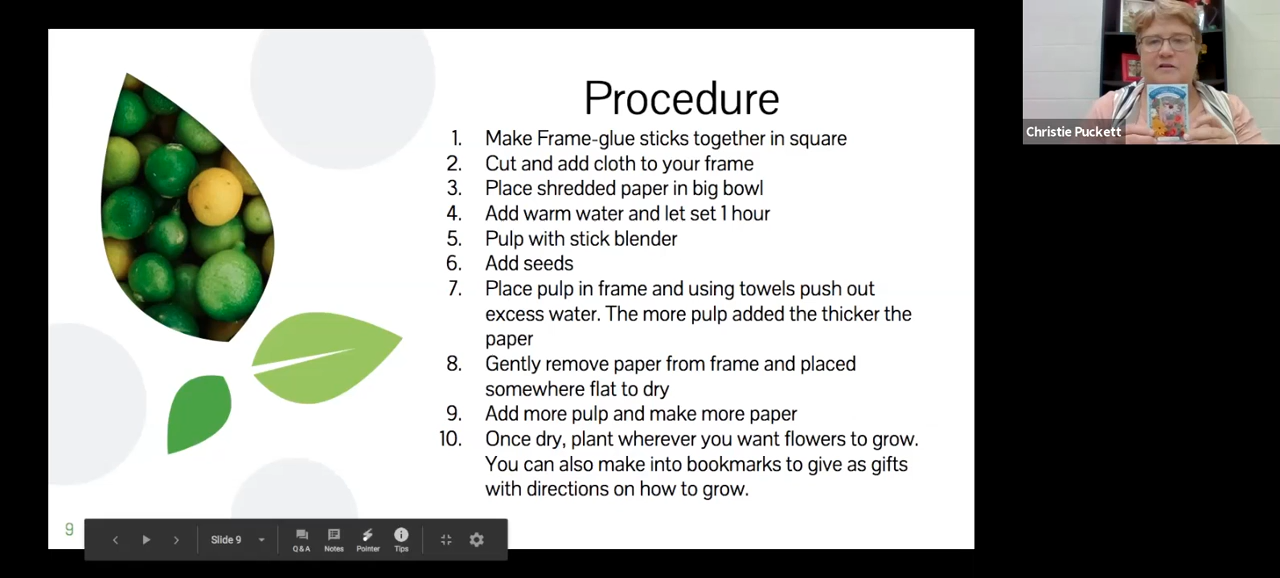 Procedure
1. Make Frame-glue sticks together in square
2. Cut and add cloth to your frame
3. Place shredded paper in big bowl
4. Add warm water and let set 1 hour
5. Pulp with stick blender
6. Add seeds
7. Place pulp in frame and using towels push out
excess water. The more pulp added the thicker the
paper
8. Gently remove paper from frame and placed
somewhere flat to dry
9. Add more pulp and make more paper
10. Once dry, plant wherever you want flowers to grow.
You can also make into bookmarks to give as gifts
with directions on how to grow.
9
Slide 9
Q&A Notes Pointer Tips
Christie Puckett